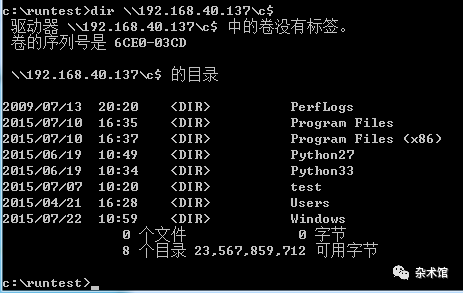 c:\runtest>dir \\192.168.40.137\c$
驱动器 \\192.168.40.137\c$ 中的卷没有标签。
卷的序列号是 6CE0-03CD
\\192.168.40.137\c$ 的目录
2009/07/13  20:20    <DIR>          PerfLogs
2015/07/10  16:35    <DIR>          Program Files
2015/07/10  16:37    <DIR>          Program Files (x86)
2015/06/19  10:49    <DIR>          Python27
2015/06/19  10:34    <DIR>          Python33
2015/07/07  10:20    <DIR>          test
2015/04/21  16:28    <DIR>          Users
2015/07/22  10:59    <DIR>          Windows
0 个文件              0 字节
8 个目录 23,567,859,712 可用字节
c:\runtest>_
杂术馆